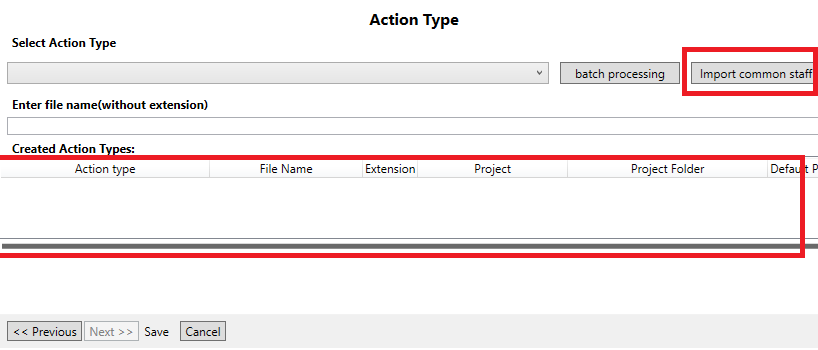 Action Type
Select Action Type
batch processing Import common staff
Enter file name(without extension)
Created Action Types:
Action type File Name Extension Project Project Folder Default P
<< Previous Next >> Save Cancel